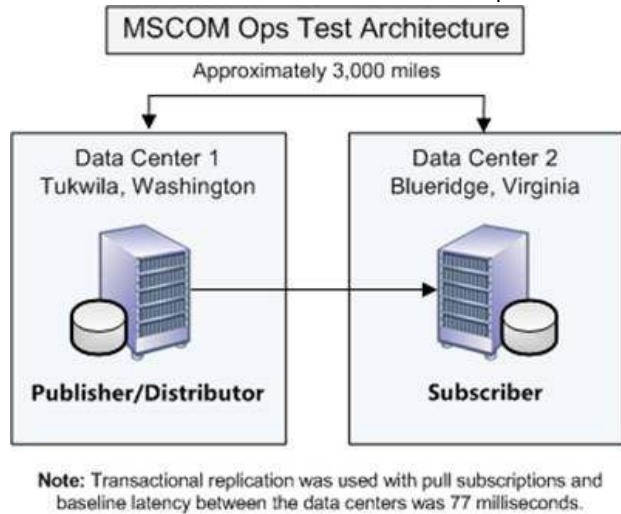 MSCOM Ops Test Architecture
Approximately 3,000 miles
Data Center 1
Tukwila, Washington
Publisher/Distributor
Data Center 2
Blueridge, Virginia
Subscriber
Note: Transactional replication was used with pull subscriptions and
baseline latency between the data centers was 77 milliseconds.